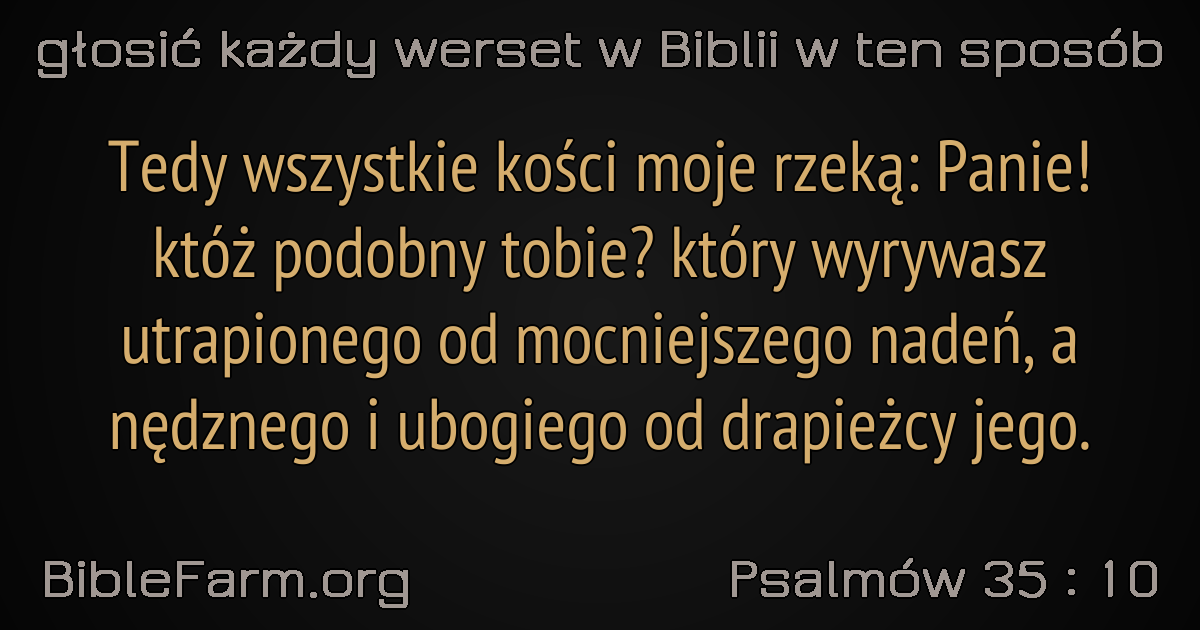 głosić każdy werset w Biblii w ten sposób
Tedy wszystkie kości moje rzeką: Panie!
któż podobny tobie? który wyrywasz
utrapionego od mocniejszego nadeń, a
nędznego i ubogiego od drapieżcy jego.
BibleFarm.org
Psalmów 35 : 10